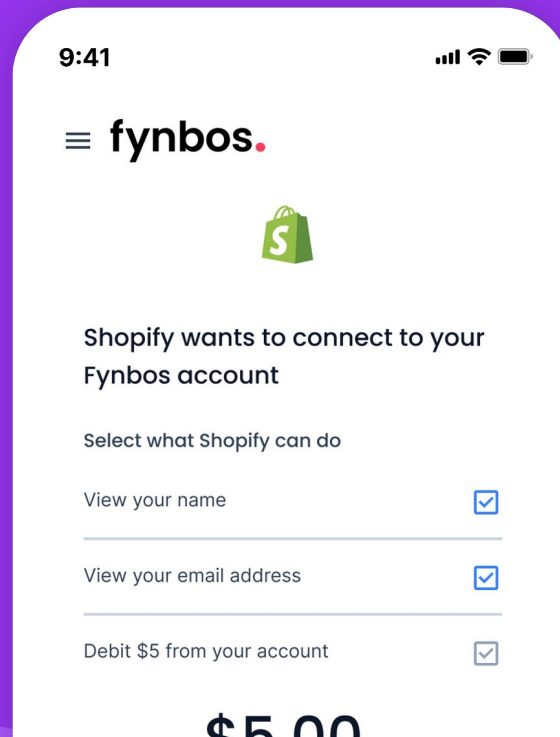 9:41
fynbos.
S
Shopify wants to connect to your
Fynbos account
Select what Shopify can do
View your name
View your email address
Debit $5 from your account
$5.00